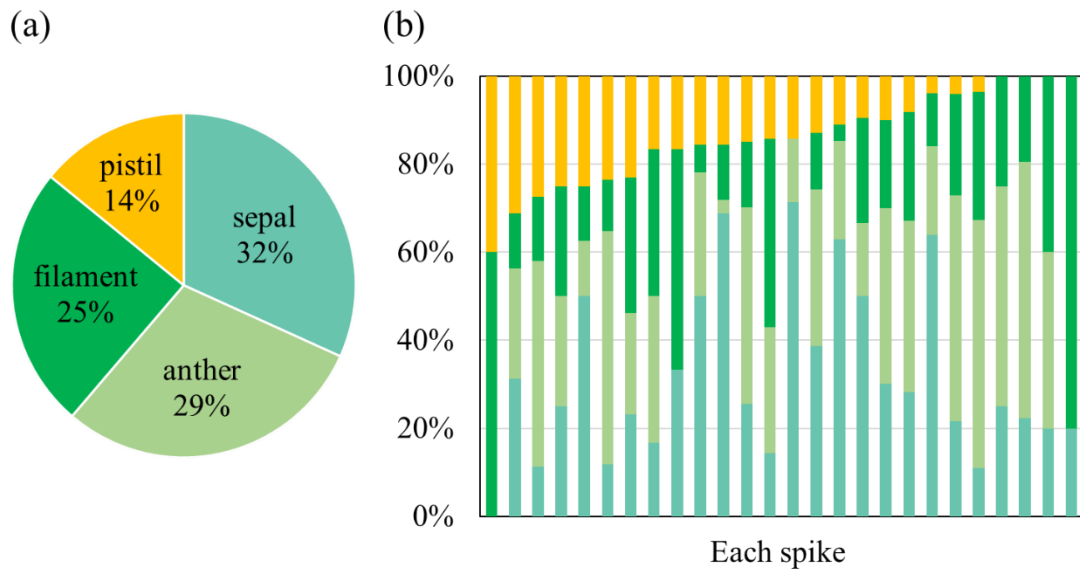 (a)
pistil
14%
sepal
32%
filament
25%
anther
29%
(b)
100%
80%
60%
40%
20%
0%
Each spike